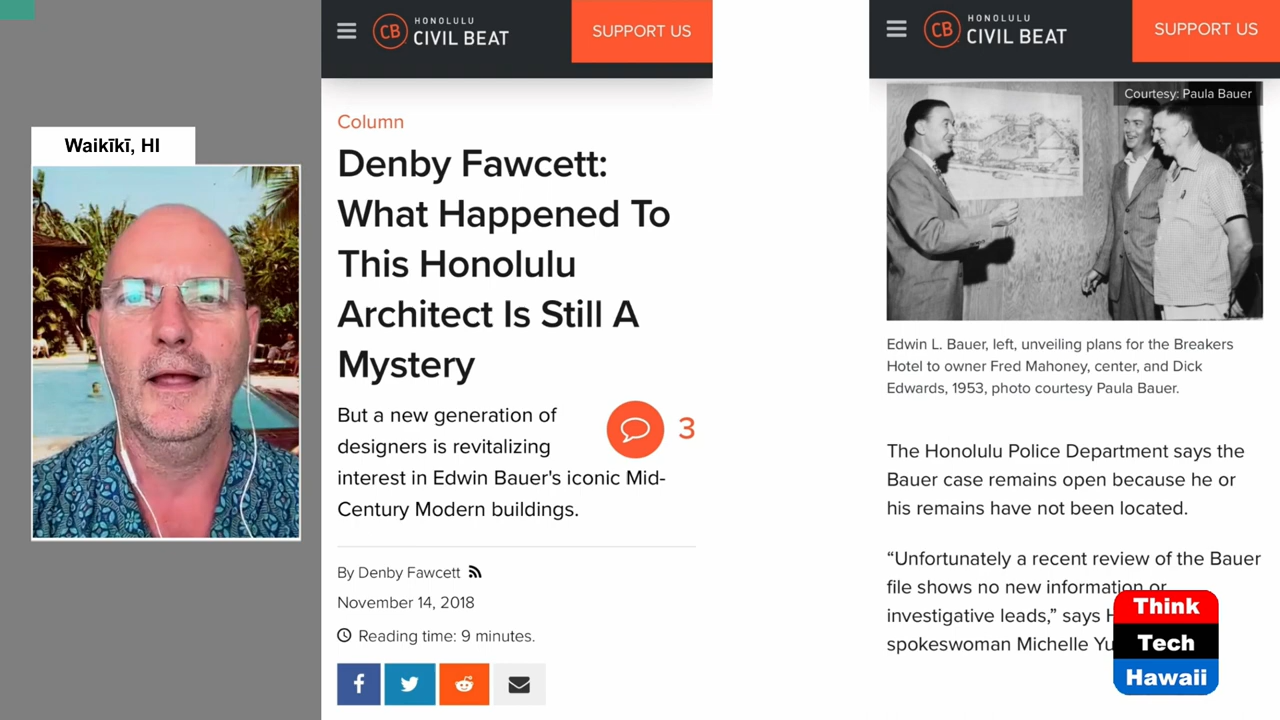 Waikīkī, HI
CB
HONOLULU
CIVIL BEAT
SUPPORT US
Column
Denby Fawcett:
What Happened To
This Honolulu
Architect Is Still A
Mystery
But a new generation of
designers is revitalizing
interest in Edwin Bauer's iconic Mid-
Century Modern buildings.
3
By Denby Fawcett
November 14, 2018
Reading time: 9 minutes.
CB
HONOLULU
CIVIL BEAT
SUPPORT US
Courtesy: Paula Bauer
Edwin L. Bauer, left, unveiling plans for the Breakers
Hotel to owner Fred Mahoney, center, and Dick
Edwards, 1953, photo courtesy Paula Bauer.
The Honolulu Police Department says the
Bauer case remains open because he or
his remains have not been located.
“Unfortunately a recent review of the Bauer
file shows no new information or
investigative leads,” says
spokeswoman Michelle
Think
Tech
Hawaii